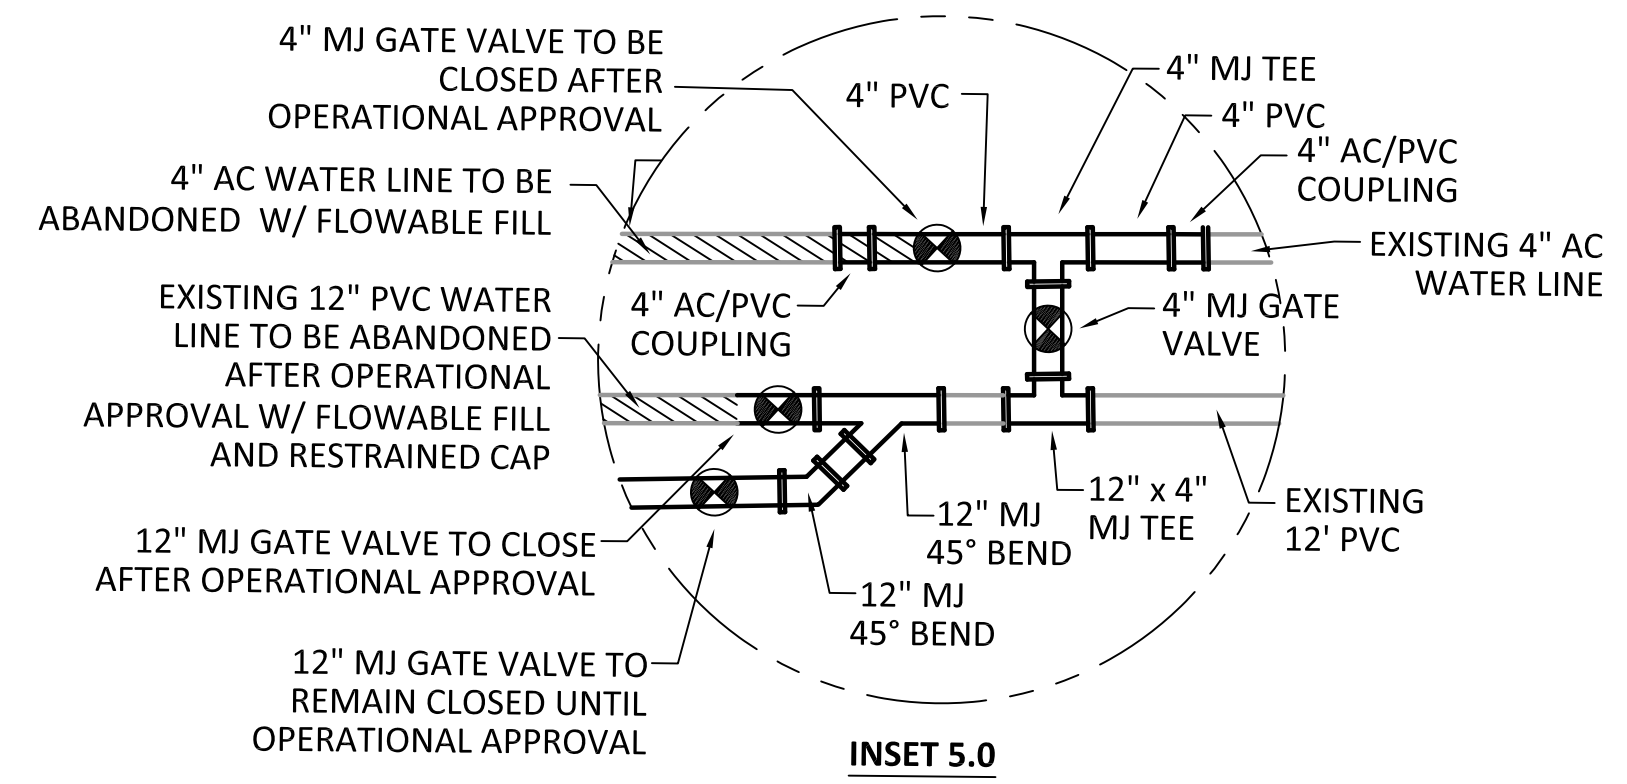 4" MJ GATE VALVE TO BE
CLOSED AFTER
OPERATIONAL APPROVAL
4" PVC
4" MJ TEE
4" PVC
4" AC/PVC
COUPLING
4" AC WATER LINE TO BE
ABANDONED W/ FLOWABLE FILL
EXISTING 4" AC
WATER LINE
EXISTING 12" PVC WATER
LINE TO BE ABANDONED
AFTER OPERATIONAL
APPROVAL W/ FLOWABLE FILL
AND RESTRAINED CAP
4" AC/PVC
COUPLING
4" MJ GATE
VALVE
12" MJ GATE VALVE TO CLOSE
AFTER OPERATIONAL APPROVAL
12" MJ
45° BEND
12" x 4"
MJ TEE
EXISTING
12' PVC
12" MJ
45° BEND
12" MJ GATE VALVE TO
REMAIN CLOSED UNTIL
OPERATIONAL APPROVAL
INSET 5.0